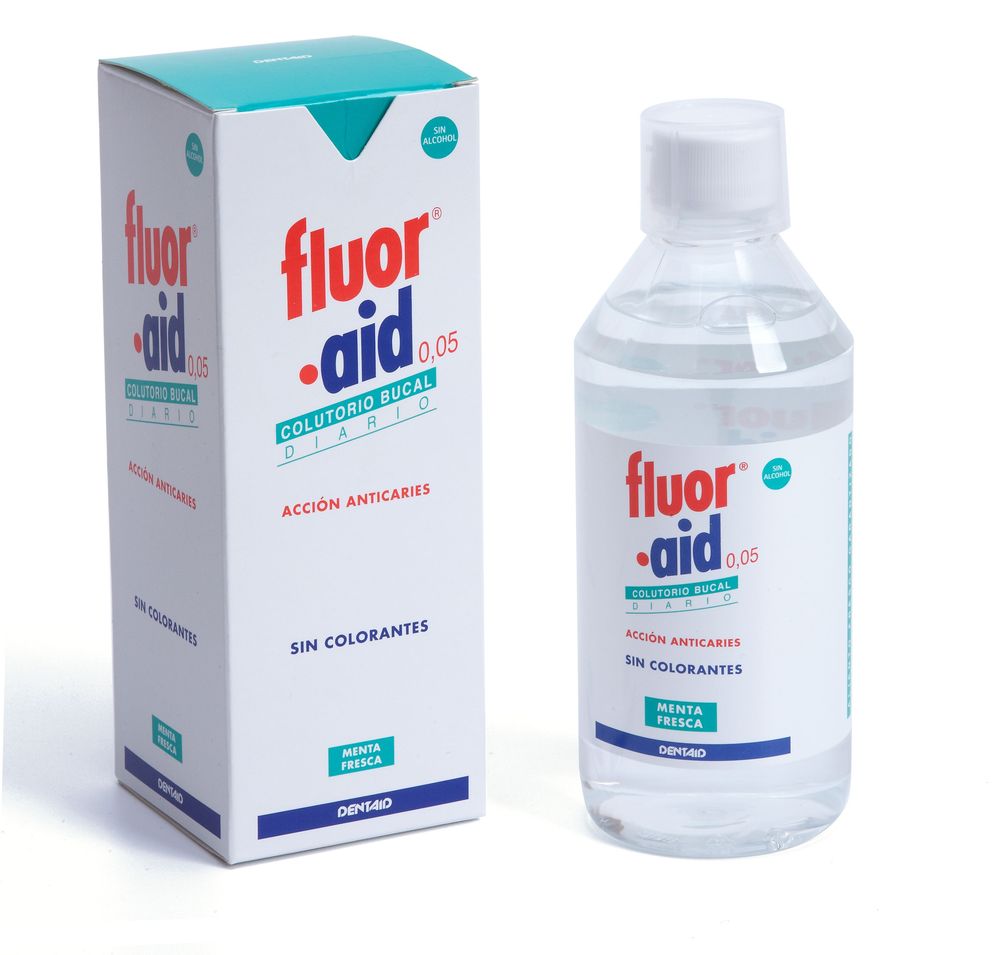 DENTAID
SIN
ALCOHOL
fluor®
·aid 0,05
COLUTORIO BUCAL
DIARIO
ACCIÓN ANTICARIES
SIN COLORANTES
MENTA
FRESCA
SIN
ALCOHOL
fluor®
·aid 0,05
COLUTORIO BUCAL
DIARIO
ACCIÓN ANTICARIES
SIN COLORANTES
MENTA
FRESCA
DENTAID
SIN
ALCOHOL
fluor®
·aid 0,05
COLUTORIO BUCAL
DIARIO
ACCIÓN ANTICARIES
SIN COLORANTES
MENTA
FRESCA
DENTAID